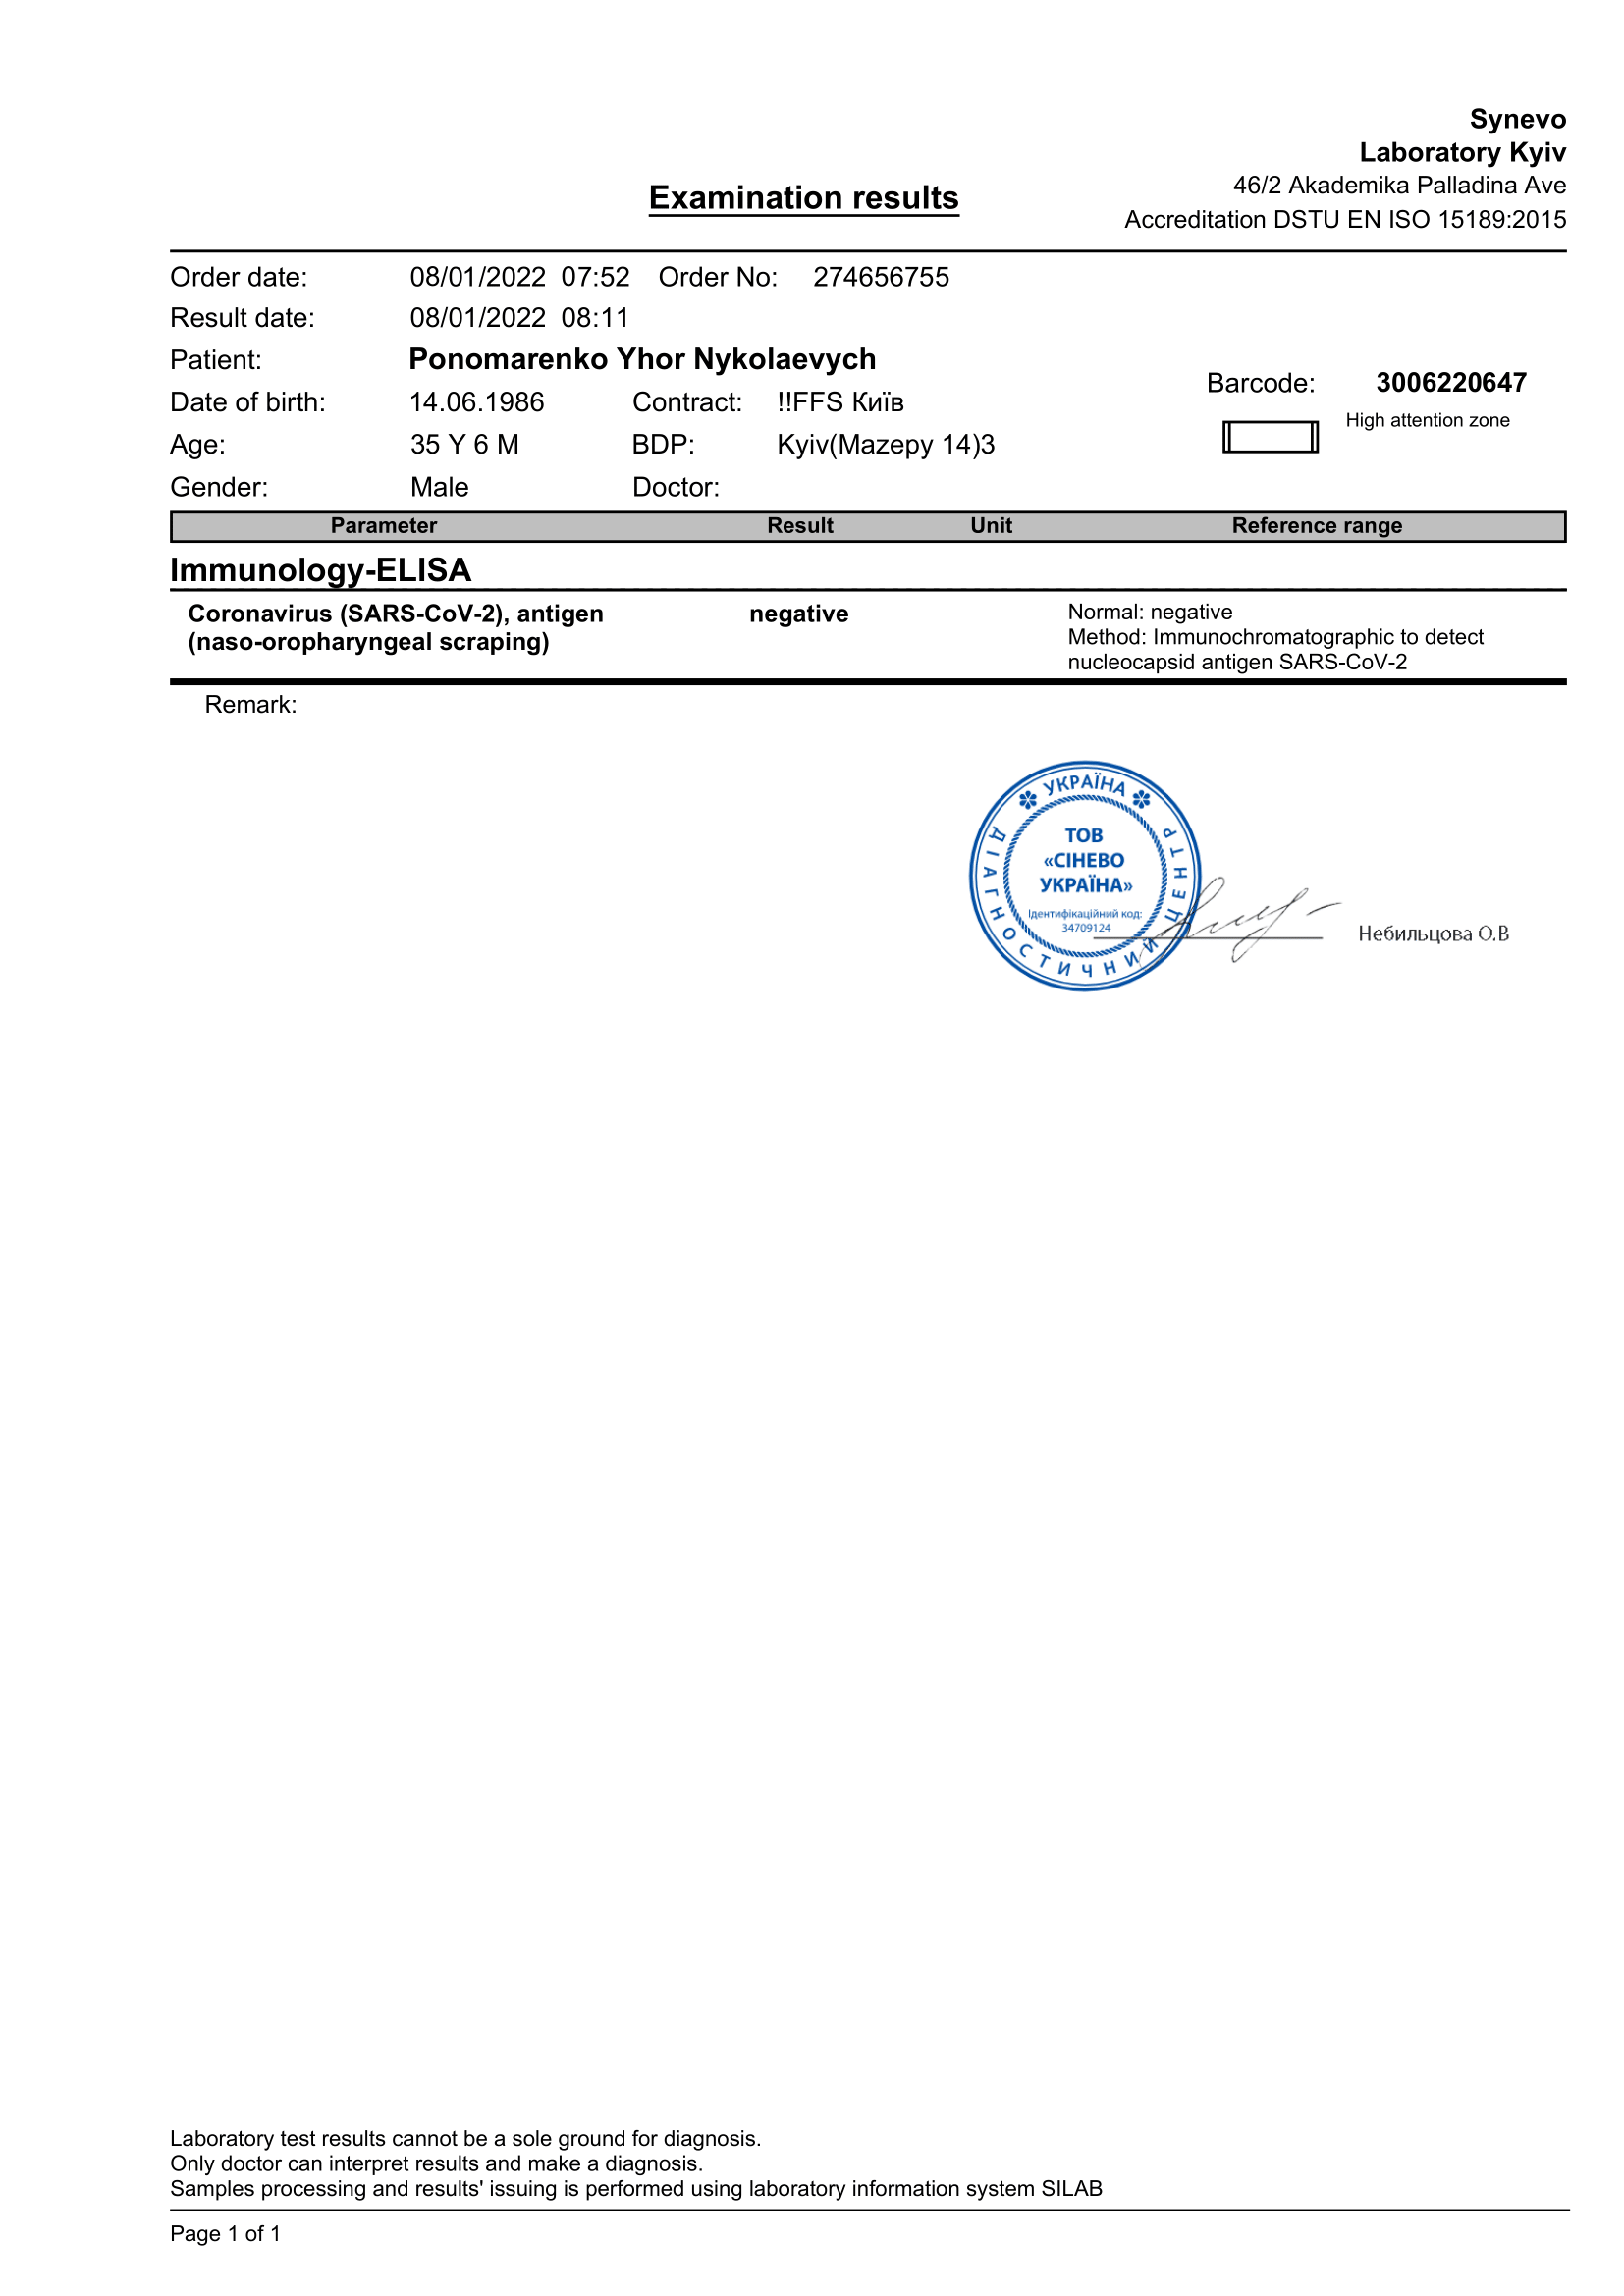 Synevo
Laboratory Kyiv
46/2 Akademika Palladina Ave
Examination results
Accreditation DSTU EN ISO 15189:2015
Order date: 08/01/2022 07:52 Order No: 274656755
Result date: 08/01/2022 08:11
Patient: Ponomarenko Yhor Nykolaevych
Barcode: 3006220647
Date of birth: 14.06.1986 Contract: !!FFS Київ
High attention zone
Age: 35 Y 6 M BDP: Kyiv(Mazepy 14)3
Gender: Male Doctor:
Parameter Result Unit Reference range
Immunology-ELISA
Coronavirus (SARS-CoV-2), antigen negative Normal: negative
(naso-oropharyngeal scraping) Method: Immunochromatographic to detect
nucleocapsid antigen SARS-CoV-2
Remark:
УКРАЇНА
ДІАГНОСТИЧНИЙ ЦЕНТР
ТОВ
«СІНЕВО
УКРАЇНА»
Ідентифікаційний код:
34709124
Небильцова О.В
Laboratory test results cannot be a sole ground for diagnosis.
Only doctor can interpret results and make a diagnosis.
Samples processing and results' issuing is performed using laboratory information system SILAB
Page 1 of 1